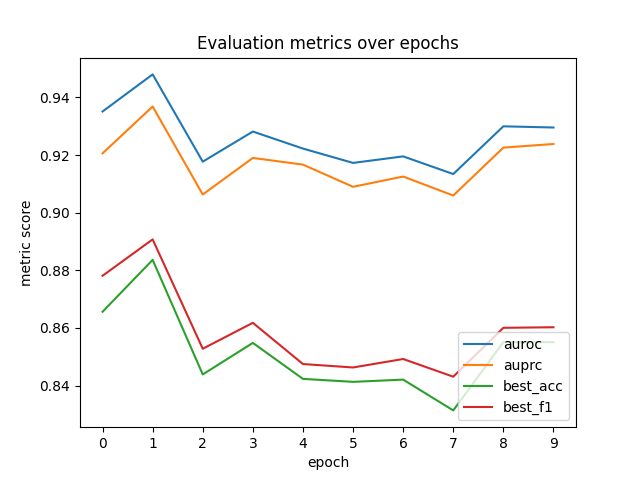 Evaluation metrics over epochs
metric score
0.94
0.92
0.90
0.88
0.86
0.84
auroc
auprc
best_acc
best_f1
0 1 2 3 4 5 6 7 8 9
epoch